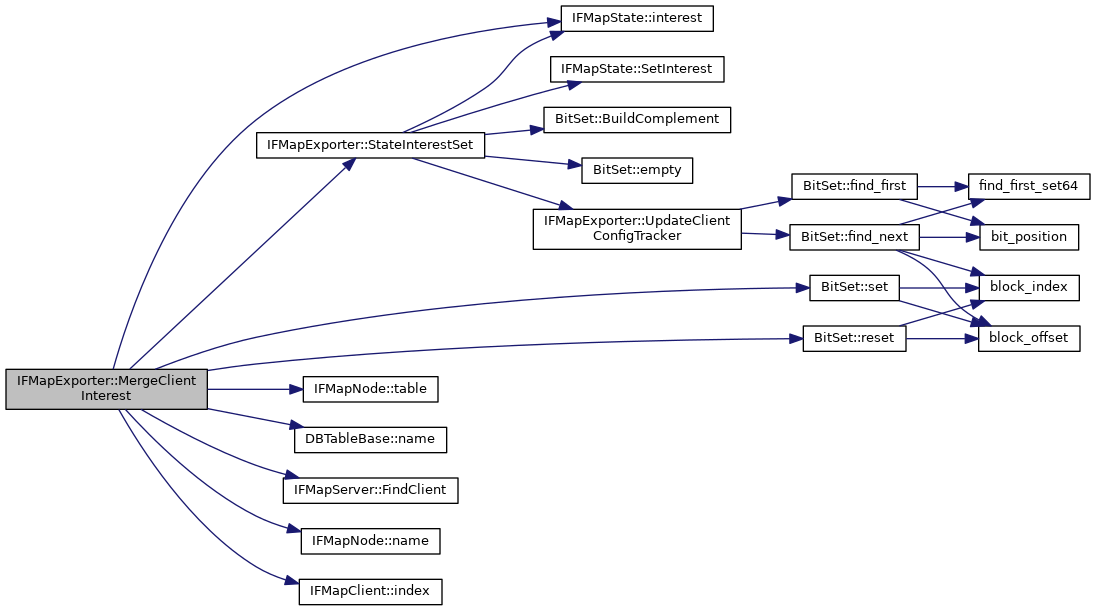 IFMapState::interest
IFMapState::SetInterest
BitSet::BuildComplement
IFMapExporter::StateInterestSet
BitSet::empty
BitSet::find_first
find_first_set64
IFMapExporter::UpdateClient
ConfigTracker
BitSet::find_next
bit_position
BitSet::set
block_index
BitSet::reset
block_offset
IFMapExporter::MergeClient
Interest
IFMapNode::table
DBTableBase::name
IFMapServer::FindClient
IFMapNode::name
IFMapClient::index